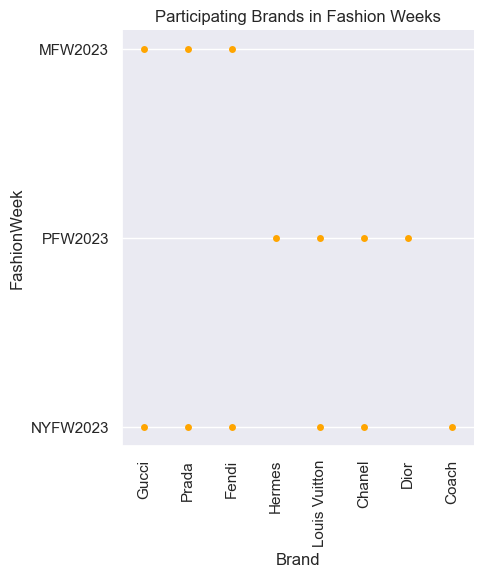 Participating Brands in Fashion Weeks
MFW2023
PFW2023
NYFW2023
FashionWeek
Gucci
Prada
Fendi
Hermes
Louis Vuitton
Chanel
Dior
Coach
Brand